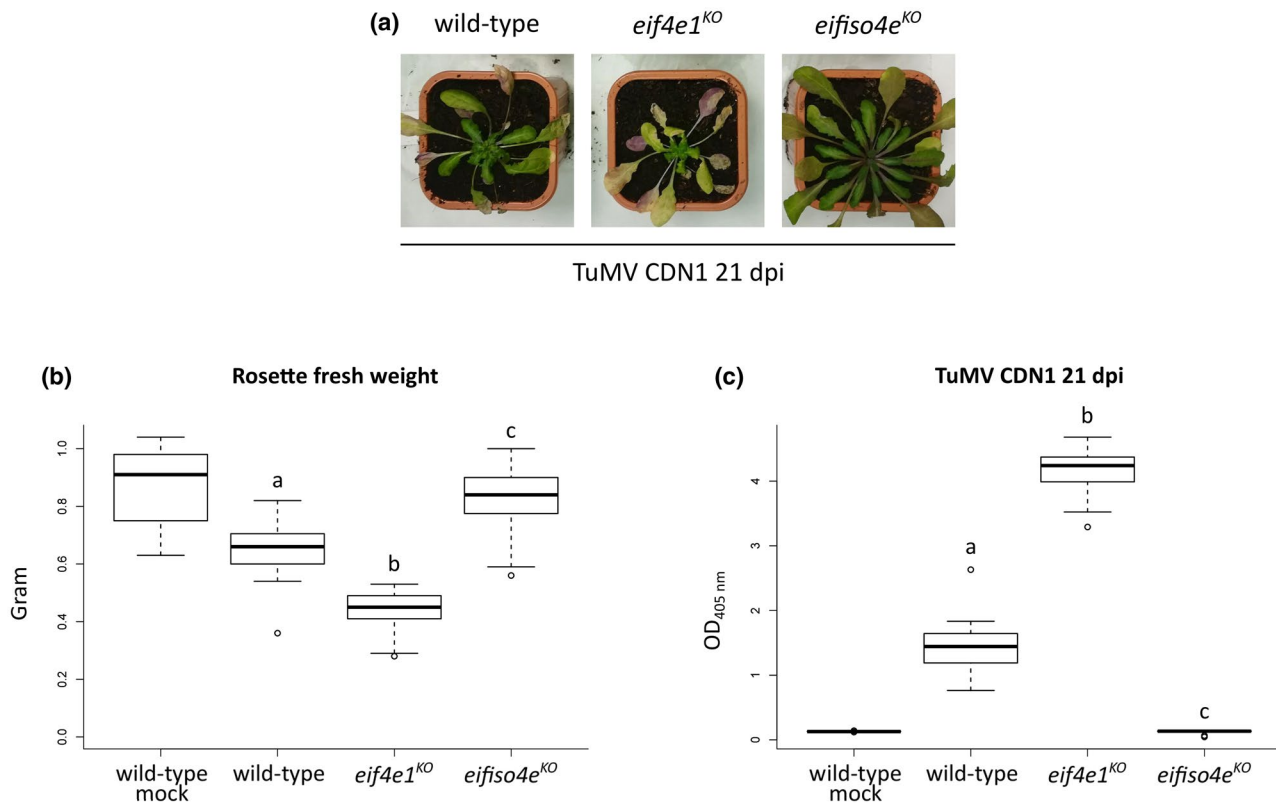 (a) wild-type eif4e1KO eifiso4eKO
TuMV CDN1 21 dpi
(b) Rosette fresh weight
Gram
0.0
0.2
0.4
0.6
0.8
1.0
a
b
c
wild-type mock
wild-type
eif4e1KO
eifiso4eKO
(c) TuMV CDN1 21 dpi
OD405 nm
0
1
2
3
4
a
b
c
wild-type mock
wild-type
eif4e1KO
eifiso4eKO